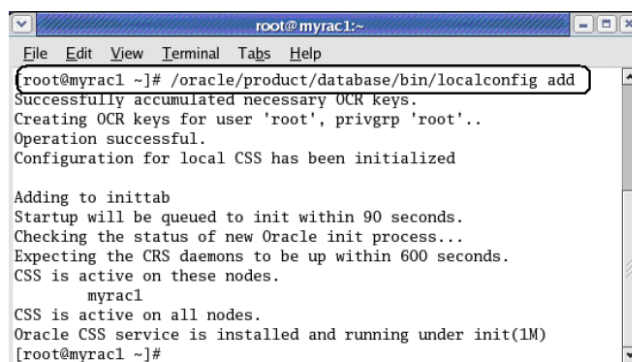 root@myrac1:~
File Edit View Terminal Tabs Help
[root@myrac1 ~]# /oracle/product/database/bin/localconfig add
Successfully accumulated necessary OCR keys.
Creating OCR keys for user 'root', privgrp 'root'..
Operation successful.
Configuration for local CSS has been initialized
Adding to inittab
Startup will be queued to init within 90 seconds.
Checking the status of new Oracle init process...
Expecting the CRS daemons to be up within 600 seconds.
CSS is active on these nodes.
myrac1
CSS is active on all nodes.
Oracle CSS service is installed and running under init(1M)
[root@myrac1 ~]#